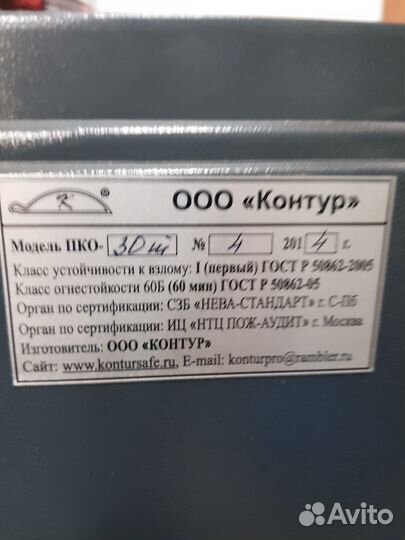 К ® ООО «Контур»
Модель ПКО- 30 ш № 4 2014 г.
Класс устойчивости к взлому: I (первый) ГОСТ Р 50862-2005
Класс огнестойкости 60Б (60 мин) ГОСТ Р 50862-05
Орган по сертификации: СЗБ «НЕВА-СТАНДАРТ» г. С-Пб
Орган по сертификации: ИЦ «НТЦ ПОЖ-АУДИТ» г. Москва
Изготовитель: ООО «КОНТУР»
Сайт: www.kontursafe.ru, E-mail: konturpro@rambler.ru
Avito